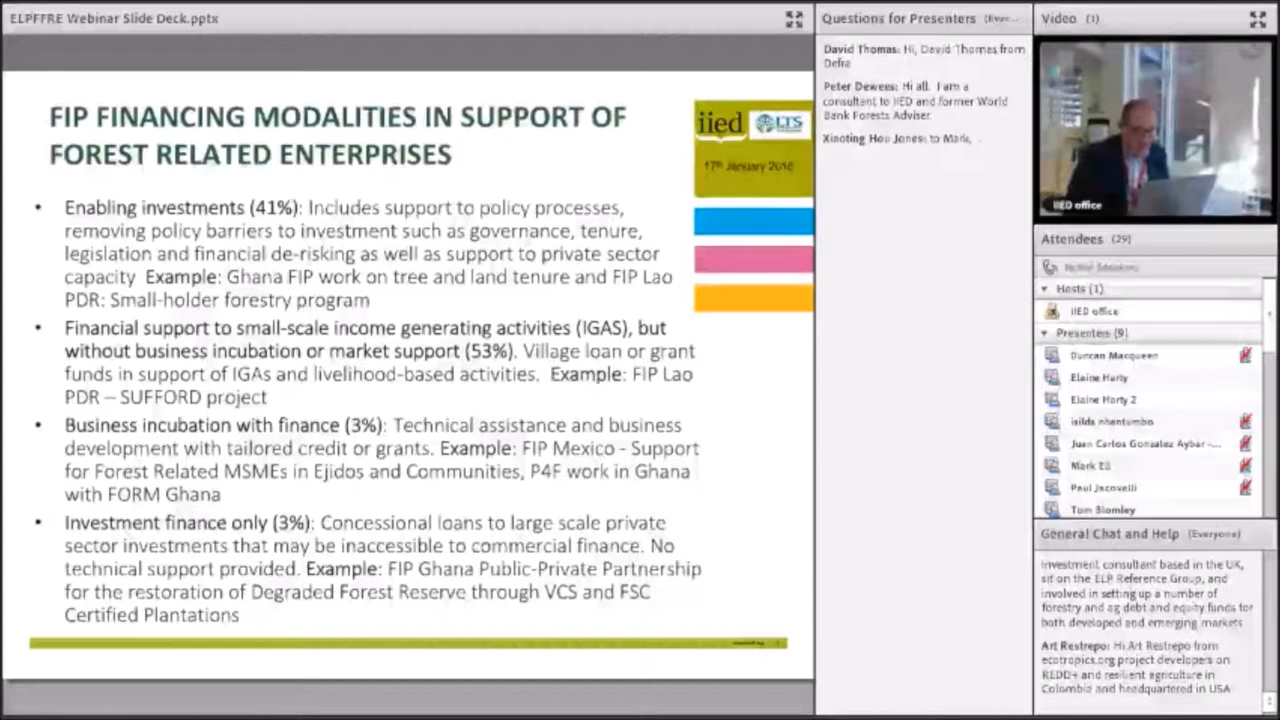 ELPFFRE Webinar Slide Deck.pptx
FIP FINANCING MODALITIES IN SUPPORT OF
FOREST RELATED ENTERPRISES
iied
LTS
17th January 2018
• Enabling investments (41%): Includes support to policy processes,
removing policy barriers to investment such as governance, tenure,
legislation and financial de-risking as well as support to private sector
capacity Example: Ghana FIP work on tree and land tenure and FIP Lao
PDR: Small-holder forestry program
• Financial support to small-scale income generating activities (IGAS), but
without business incubation or market support (53%). Village loan or grant
funds in support of IGAs and livelihood-based activities. Example: FIP Lao
PDR – SUFFORD project
• Business incubation with finance (3%): Technical assistance and business
development with tailored credit or grants. Example: FIP Mexico - Support
for Forest Related MSMEs in Ejidos and Communities, P4F work in Ghana
with FORM Ghana
• Investment finance only (3%): Concessional loans to large scale private
sector investments that may be inaccessible to commercial finance. No
technical support provided. Example: FIP Ghana Public-Private Partnership
for the restoration of Degraded Forest Reserve through VCS and FSC
Certified Plantations
Questions for Presenters
David Thomas: Hi, David Thomas from
Defra
Peter Dewees: Hi all. I am a
consultant to IIED and former World
Bank Forests Adviser.
Xiaoting Hou Jones: to Mark,
Video (1)
IIED office
Attendees (29)
Active Speakers
Hosts (1)
IIED office
Presenters (9)
Duncan Macqueen
Elaine Harty
Elaine Harty 2
isilda nhantumbo
Juan Carlos Gonzalez Aybar -...
Mark Ell
Paul Jacovelli
Tom Blomley
General Chat and Help (Everyone)
Investment consultant based in the UK,
sit on the ELP Reference Group, and
involved in setting up a number of
forestry and ag debt and equity funds for
both developed and emerging markets
Art Restrepo: Hi Art Restrepo from
ecotropics.org project developers on
REDD+ and resilient agriculture in
Colombia and headquartered in USA